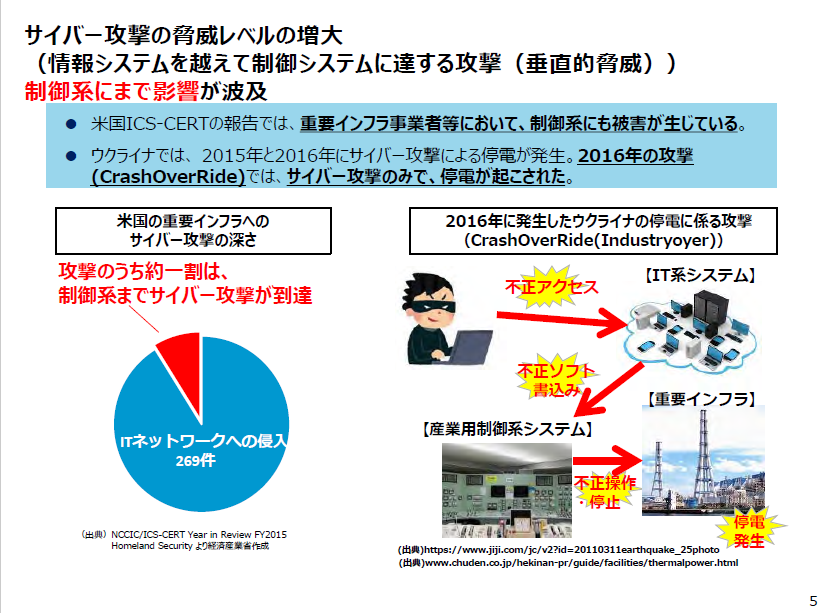 サイバー攻撃の脅威レベルの増大
（情報システムを越えて制御システムに達する攻撃（垂直的脅威））
制御系にまで影響が波及
● 米国ICS-CERTの報告では、重要インフラ事業者等において、制御系にも被害が生じている。
● ウクライナでは、2015年と2016年にサイバー攻撃による停電が発生。2016年の攻撃
(CrashOverRide)では、サイバー攻撃のみで、停電が起こされた。
米国の重要インフラへの
サイバー攻撃の深さ
攻撃のうち約一割は、
制御系までサイバー攻撃が到達
ITネットワークへの侵入
269件
（出典）NCCIC/ICS-CERT Year in Review FY2015
Homeland Security より経済産業省作成
2016年に発生したウクライナの停電に係る攻撃
（CrashOverRide(Industryoyer)）
不正アクセス
【IT系システム】
不正ソフト
書込み
【重要インフラ】
【産業用制御系システム】
不正操作
・停止
停電
発生
(出典)https://www.jiji.com/jc/v2?id=20110311earthquake_25photo
(出典)www.chuden.co.jp/hekinan-pr/guide/facilities/thermalpower.html
5